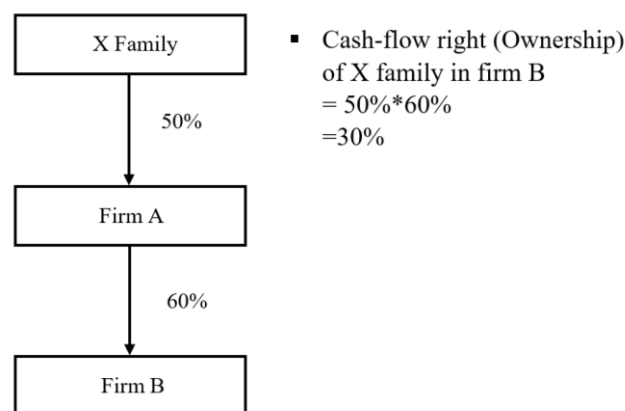 X Family
50%
Firm A
60%
Firm B
▪ Cash-flow right (Ownership)
of X family in firm B
= 50%*60%
=30%